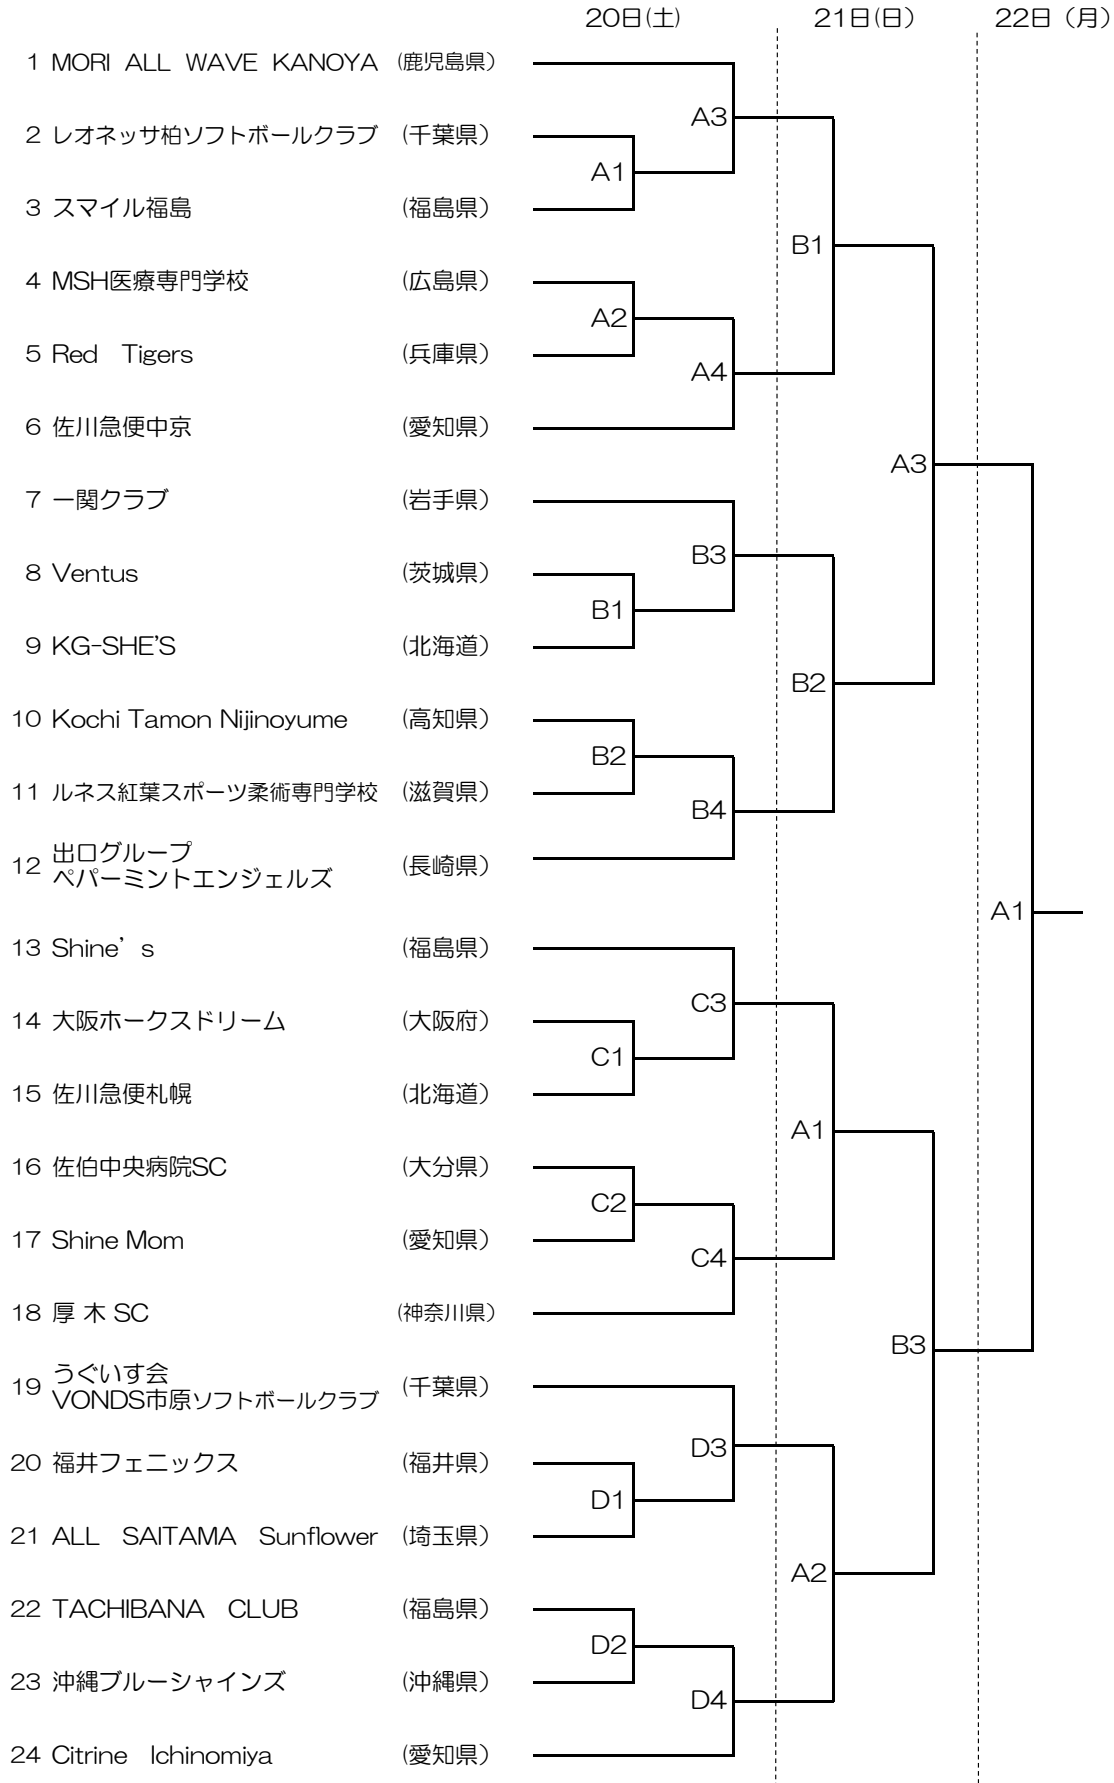 20日(土) 21日(日) 22日(月)
1 MORI ALL WAVE KANOYA (鹿児島県)
A3
2 レオネッサ柏ソフトボールクラブ (千葉県)
A1
3 スマイル福島 (福島県)
B1
4 MSH医療専門学校 (広島県)
A2
5 Red Tigers (兵庫県)
A4
6 佐川急便中京 (愛知県)
A3
7 一関クラブ (岩手県)
B3
8 Ventus (茨城県)
B1
9 KG-SHE'S (北海道)
B2
10 Kochi Tamon Nijinoyume (高知県)
B2
11 ルネス紅葉スポーツ柔術専門学校 (滋賀県)
B4
12 出口グループ
ペパーミントエンジェルズ (長崎県)
A1
13 Shine’s (福島県)
C3
14 大阪ホークスドリーム (大阪府)
C1
15 佐川急便札幌 (北海道)
A1
16 佐伯中央病院SC (大分県)
C2
17 Shine Mom (愛知県)
C4
18 厚木 SC (神奈川県)
B3
19 うぐいす会
VONDS市原ソフトボールクラブ (千葉県)
D3
20 福井フェニックス (福井県)
D1
21 ALL SAITAMA Sunflower (埼玉県)
A2
22 TACHIBANA CLUB (福島県)
D2
23 沖縄ブルーシャインズ (沖縄県)
D4
24 Citrine Ichinomiya (愛知県)